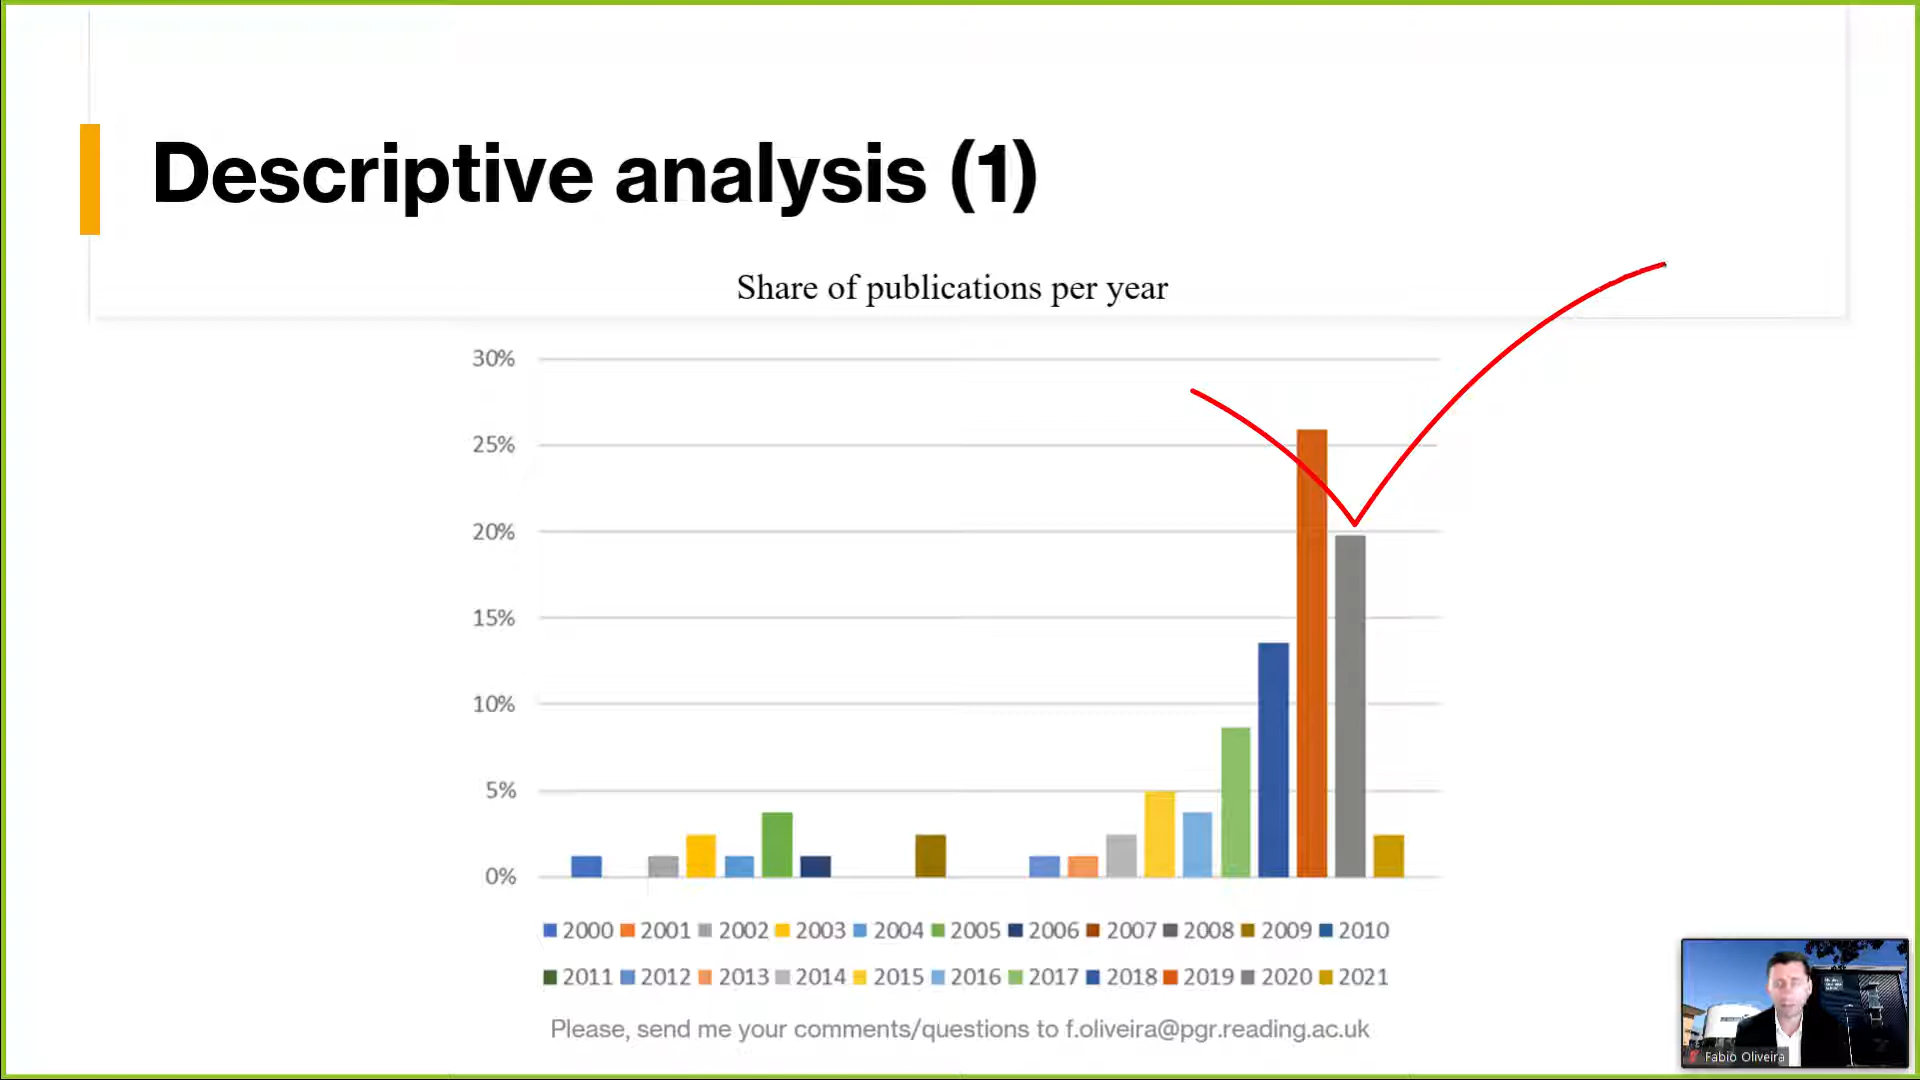 Descriptive analysis (1)
Share of publications per year
30%
25%
20%
15%
10%
5%
0%
2000 2001 2002 2003 2004 2005 2006 2007 2008 2009 2010
2011 2012 2013 2014 2015 2016 2017 2018 2019 2020 2021
Please, send me your comments/questions to f.oliveira@pgr.reading.ac.uk
Fabio Oliveira